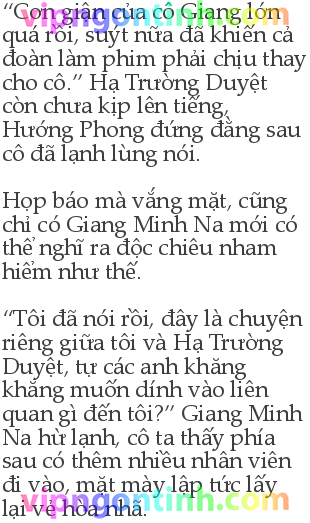 “Cơn giận của cô Giang lớn
quá rồi, suýt nữa đã khiến cả
đoàn làm phim phải chịu thay
cho cô.” Hạ Trường Duyệt
còn chưa kịp lên tiếng,
Hướng Phong đứng đằng sau
cô đã lạnh lùng nói.
Họp báo mà vắng mặt, cũng
chỉ có Giang Minh Na mới có
thể nghĩ ra độc chiêu nham
hiểm như thế.
“Tôi đã nói rồi, đây là chuyện
riêng giữa tôi và Hạ Trường
Duyệt, tự các anh khăng
khăng muốn dính vào liên
quan gì đến tôi?” Giang Minh
Na hừ lạnh, cô ta thấy phía
sau có thêm nhiều nhân viên
đi vào, mặt mày lập tức lấy
lại vẻ hòa nhã.
vipngontinh.com
vipngontinh.com